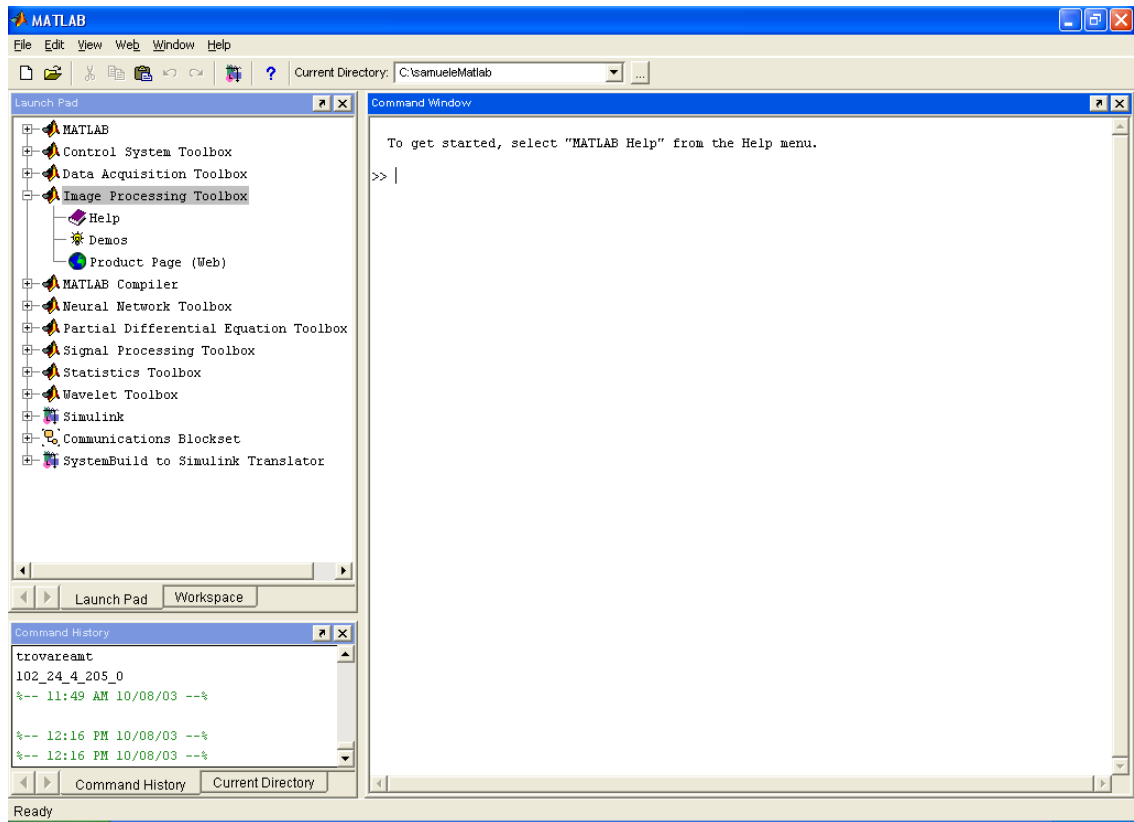 MATLAB
File Edit View Web Window Help
? Current Directory: C:\samueleMatlab ...
Launch Pad
MATLAB
Control System Toolbox
Data Acquisition Toolbox
Image Processing Toolbox
Help
Demos
Product Page (Web)
MATLAB Compiler
Neural Network Toolbox
Partial Differential Equation Toolbox
Signal Processing Toolbox
Statistics Toolbox
Wavelet Toolbox
Simulink
Communications Blockset
SystemBuild to Simulink Translator
Launch Pad Workspace
Command History
trovareamt
102_24_4_205_0
%-- 11:49 AM 10/08/03 --%
%-- 12:16 PM 10/08/03 --%
%-- 12:16 PM 10/08/03 --%
Command History Current Directory
Command Window
To get started, select "MATLAB Help" from the Help menu.
>>
Ready